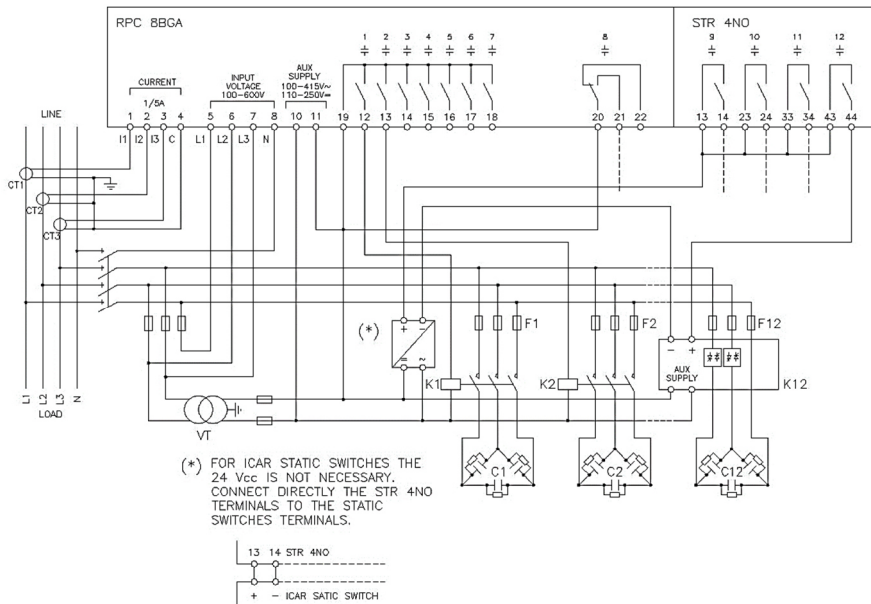 RPC 8BGA
STR 4NO
1 2 3 4 5 6 7 8 9 10 11 12
CURRENT
1/5A
INPUT
VOLTAGE
100-600V
AUX
SUPPLY
100-415V~
110-250V=
LINE
1 2 3 4 5 6 7 8 10 11 19 12 13 14 15 16 17 18 20 21 22 13 14 23 24 33 34 43 44
I1 I2 I3 C L1 L2 L3 N
CT1
CT2
CT3
(*)
+ -
= ~
F1
F2
F12
- +
AUX
SUPPLY
K1
K2
K12
L1 L2 L3 N
LOAD
VT
C1
C2
C12
(*) FOR ICAR STATIC SWITCHES THE
24 Vcc IS NOT NECESSARY.
CONNECT DIRECTLY THE STR 4NO
TERMINALS TO THE STATIC
SWITCHES TERMINALS.
13 14 STR 4NO
+ - ICAR SATIC SWITCH